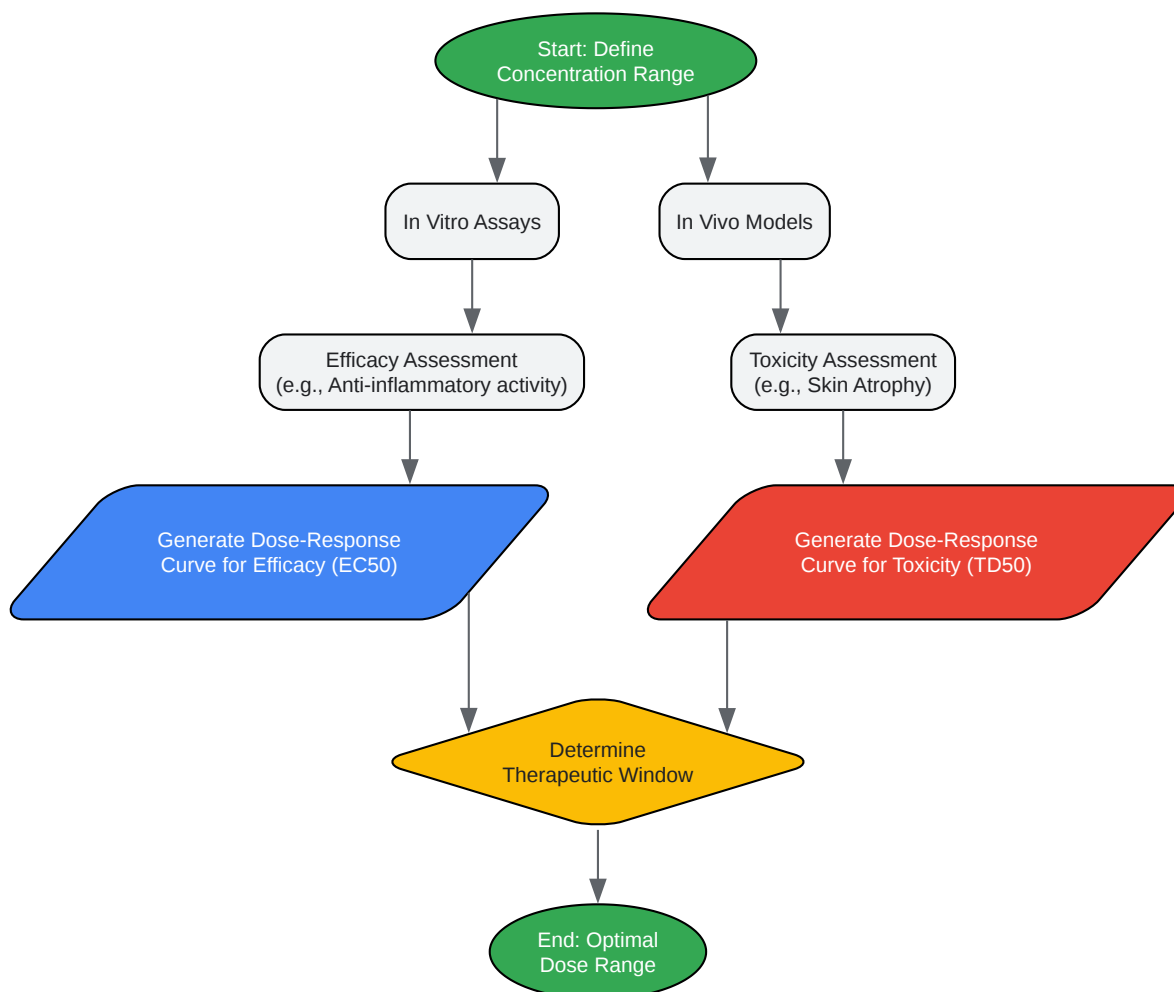 Start: Define
Concentration Range
In Vitro Assays
In Vivo Models
Efficacy Assessment
(e.g., Anti-inflammatory activity)
Toxicity Assessment
(e.g., Skin Atrophy)
Generate Dose-Response
Curve for Efficacy (EC50)
Generate Dose-Response
Curve for Toxicity (TD50)
Determine
Therapeutic Window
End: Optimal
Dose Range